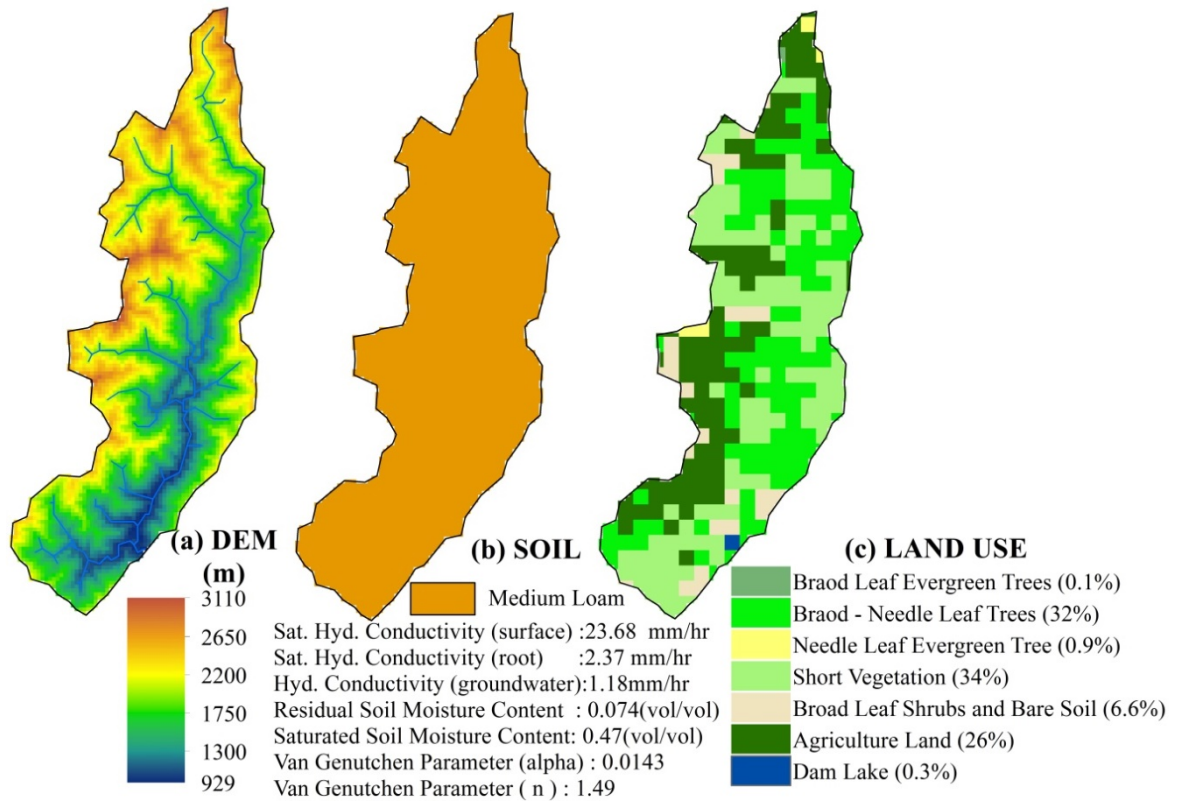 (a) DEM
(m)
3110
2650
2200
1750
1300
929
(b) SOIL
Medium Loam
Sat. Hyd. Conductivity (surface) :23.68 mm/hr
Sat. Hyd. Conductivity (root) :2.37 mm/hr
Hyd. Conductivity (groundwater):1.18mm/hr
Residual Soil Moisture Content : 0.074(vol/vol)
Saturated Soil Moisture Content: 0.47(vol/vol)
Van Genutchen Parameter (alpha) : 0.0143
Van Genutchen Parameter ( n ) : 1.49
(c) LAND USE
Braod Leaf Evergreen Trees (0.1%)
Braod - Needle Leaf Trees (32%)
Needle Leaf Evergreen Tree (0.9%)
Short Vegetation (34%)
Broad Leaf Shrubs and Bare Soil (6.6%)
Agriculture Land (26%)
Dam Lake (0.3%)